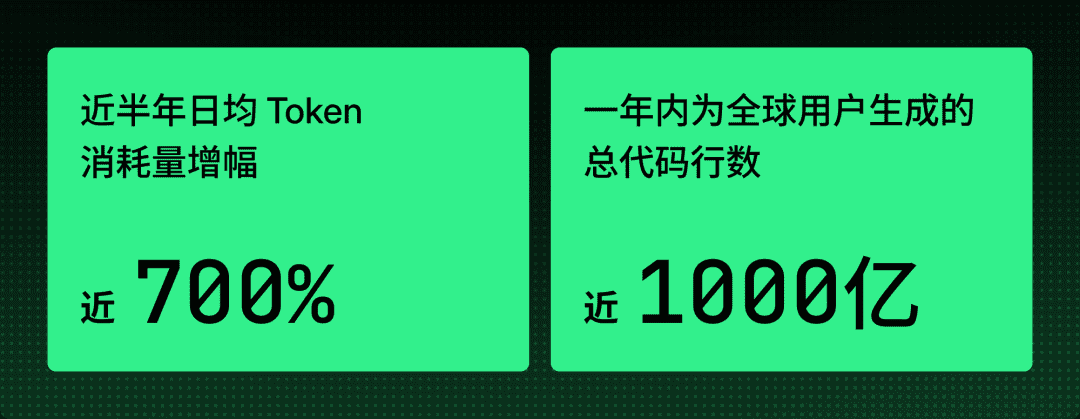 近半年日均 Token
消耗量增幅
近 700%
一年内为全球用户生成的
总代码行数
近 1000亿